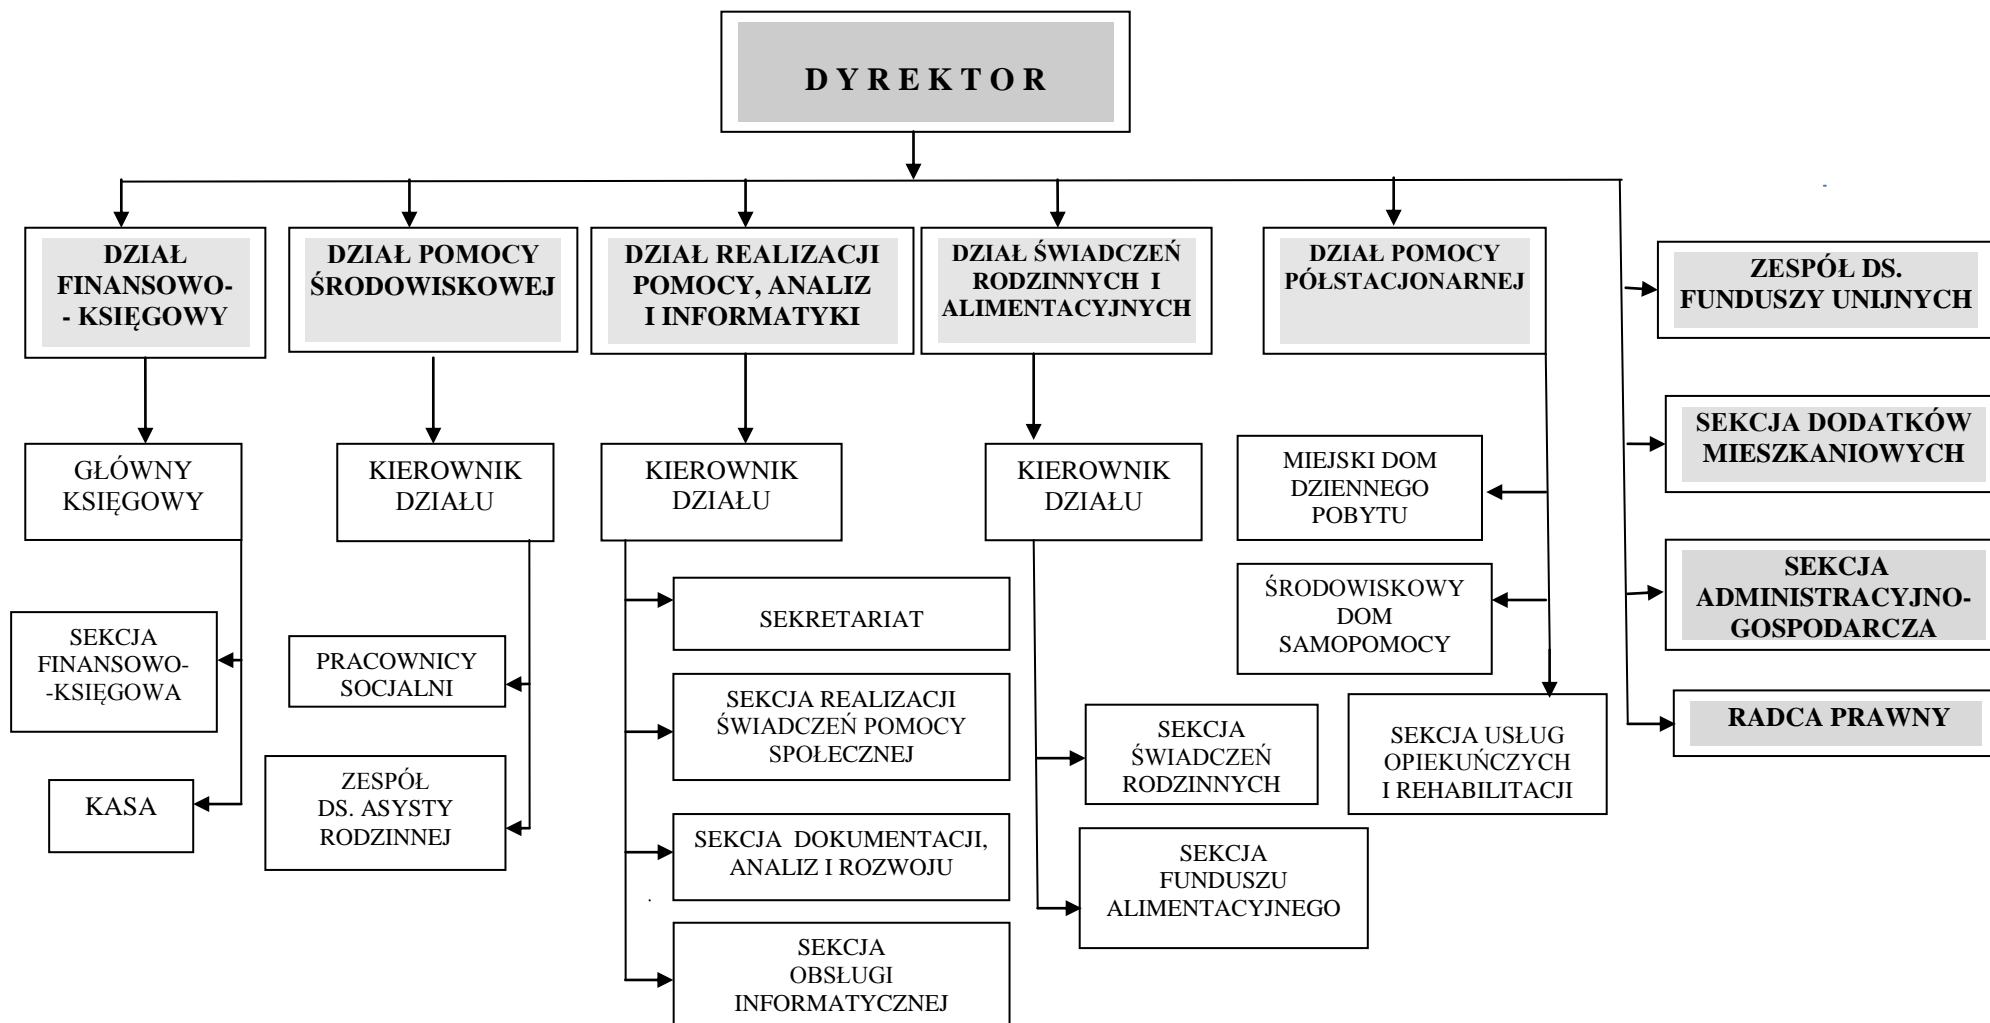 D Y R E K T O R
DZIAŁ
FINANSOWO-
- KSIĘGOWY
DZIAŁ POMOCY
ŚRODOWISKOWEJ
DZIAŁ REALIZACJI
POMOCY, ANALIZ
I INFORMATYKI
DZIAŁ ŚWIADCZEŃ
RODZINNYCH I
ALIMENTACYJNYCH
DZIAŁ POMOCY
PÓŁSTACJONARNEJ
ZESPÓŁ DS.
FUNDUSZY UNIJNYCH
SEKCJA DODATKÓW
MIESZKANIOWYCH
SEKCJA
ADMINISTRACYJNO-
GOSPODARCZA
RADCA PRAWNY
GŁÓWNY
KSIĘGOWY
KIEROWNIK
DZIAŁU
KIEROWNIK
DZIAŁU
KIEROWNIK
DZIAŁU
MIEJSKI DOM
DZIENNEGO
POBYTU
ŚRODOWISKOWY
DOM
SAMOPOMOCY
SEKCJA USŁUG
OPIEKUŃCZYCH
I REHABILITACJI
SEKCJA
FINANSOWO-
-KSIĘGOWA
KASA
PRACOWNICY
SOCJALNI
ZESPÓŁ
DS. ASYSTY
RODZINNEJ
SEKRETARIAT
SEKCJA REALIZACJI
ŚWIADCZEŃ POMOCY
SPOŁECZNEJ
SEKCJA DOKUMENTACJI,
ANALIZ I ROZWOJU
SEKCJA
OBSŁUGI
INFORMATYCZNEJ
SEKCJA
ŚWIADCZEŃ
RODZINNYCH
SEKCJA
FUNDUSZU
ALIMENTACYJNEGO